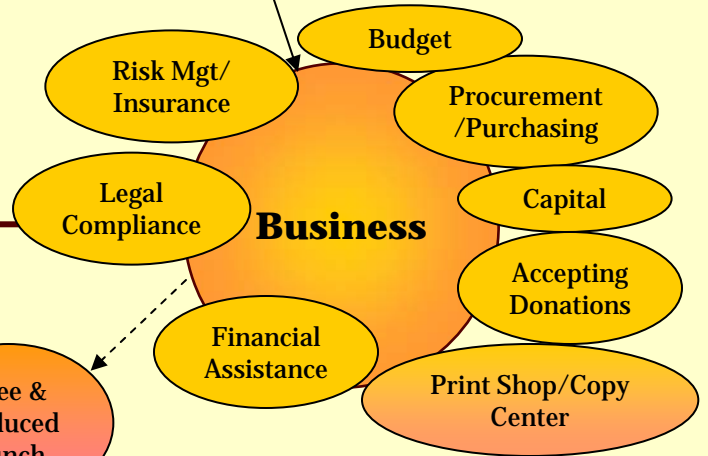 Budget
Risk Mgt/
Insurance
Procurement
/Purchasing
Legal
Compliance
Business
Capital
Accepting
Donations
Financial
Assistance
Print Shop/Copy
Center
&